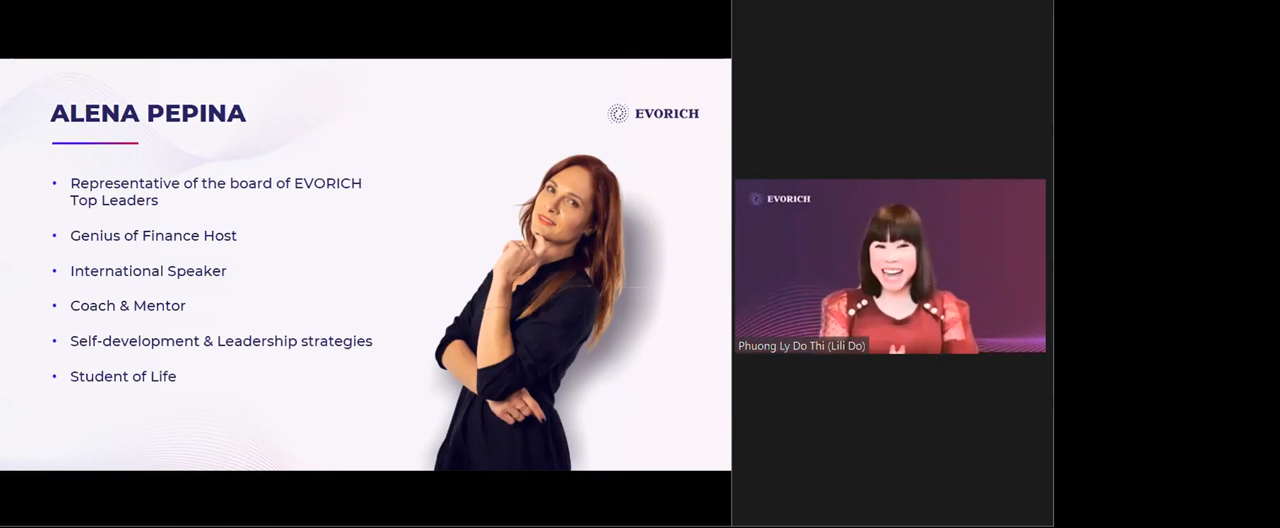 ALENA PEPINA
EVORICH
• Representative of the board of EVORICH
Top Leaders
• Genius of Finance Host
• International Speaker
• Coach & Mentor
• Self-development & Leadership strategies
• Student of Life
EVORICH
Phuong Ly Do Thi (Lili Do)